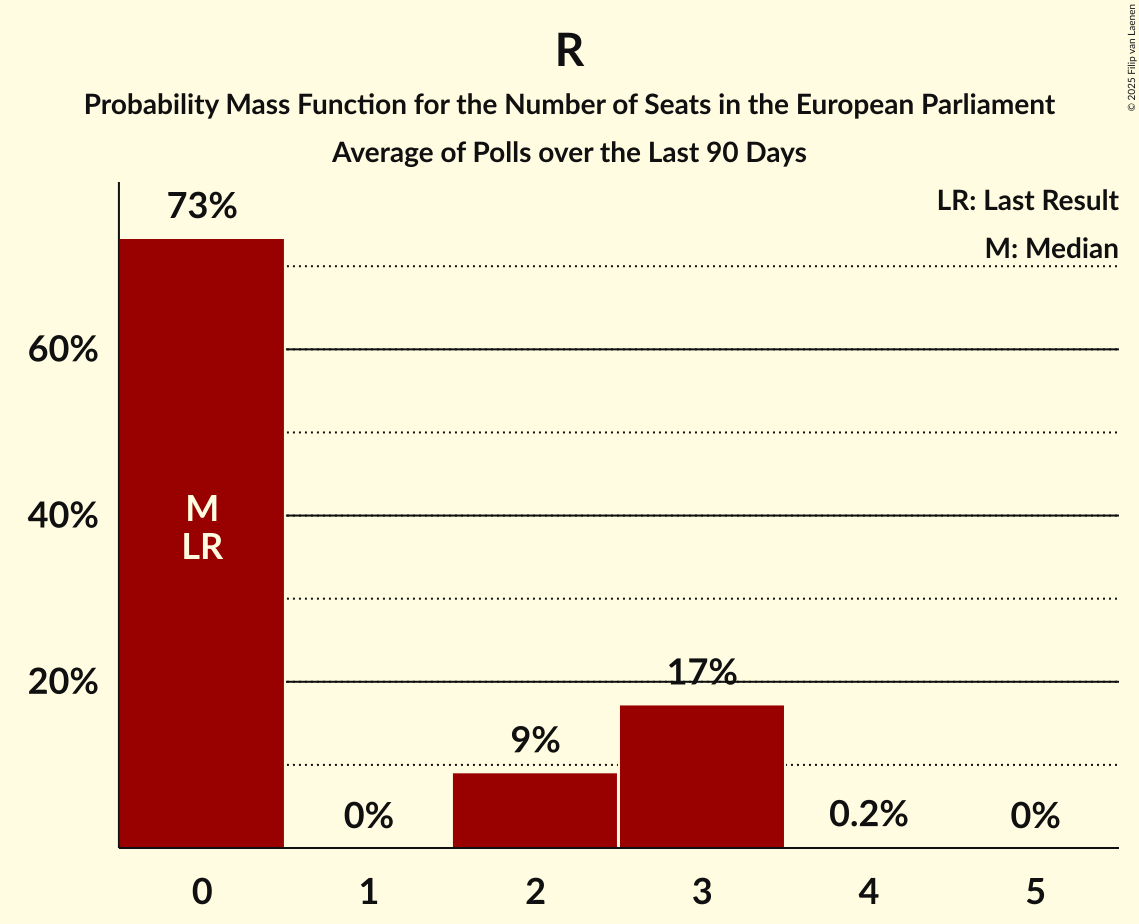 R
Probability Mass Function for the Number of Seats in the European Parliament
Average of Polls over the Last 90 Days
© 2025 Filip van Laenen
LR: Last Result
M: Median
73%
60%
40%
20%
M
LR
0%
9%
17%
0.2%
0%
0 1 2 3 4 5